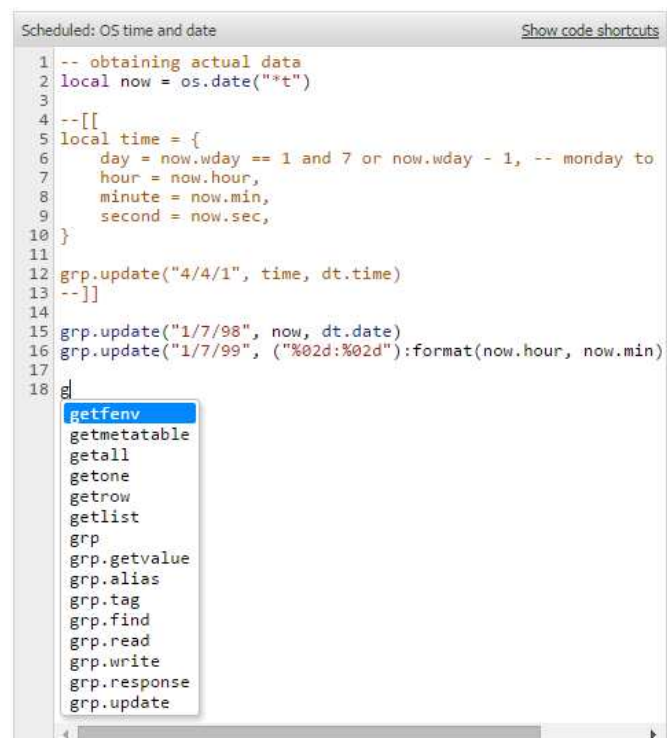 Scheduled: OS time and date Show code shortcuts
1 -- obtaining actual data
2 local now = os.date("*t")
3
4 --[[
5 local time = {
6     day = now.wday == 1 and 7 or now.wday - 1, -- monday to
7     hour = now.hour,
8     minute = now.min,
9     second = now.sec,
10 }
11
12 grp.update("4/4/1", time, dt.time)
13 --]]
14
15 grp.update("1/7/98", now, dt.date)
16 grp.update("1/7/99", ("%02d:%02d"):format(now.hour, now.min)
17
18 g
getfenv
getmetatable
getall
getone
getrow
getlist
grp
grp.getvalue
grp.alias
grp.tag
grp.find
grp.read
grp.write
grp.response
grp.update